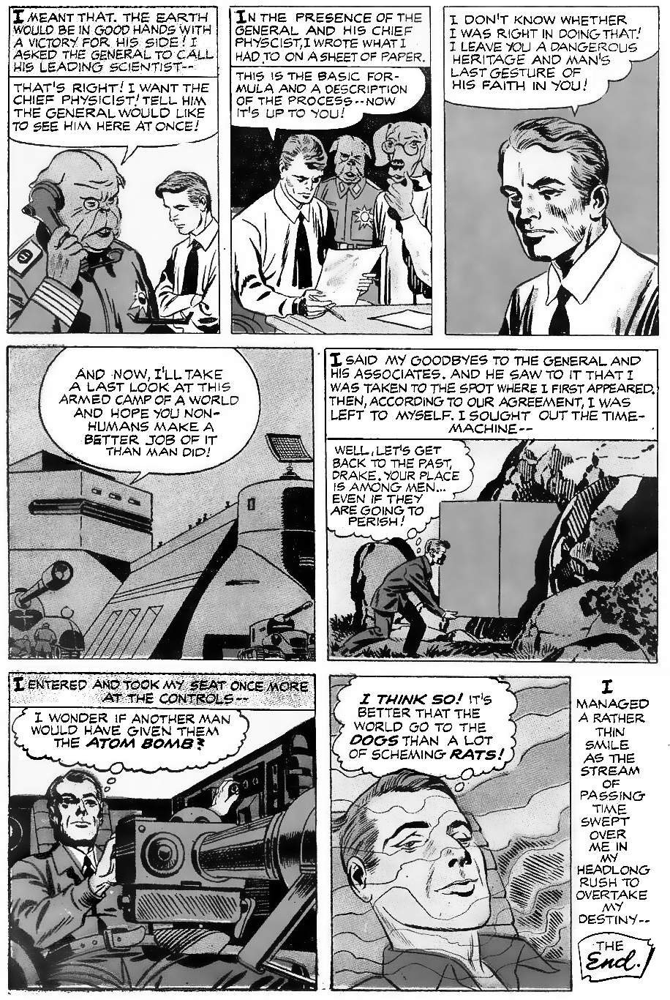 I MEANT THAT. THE EARTH
WOULD BE IN GOOD HANDS WITH
A VICTORY FOR HIS SIDE! I
ASKED THE GENERAL TO CALL
HIS LEADING SCIENTIST--
THAT'S RIGHT! I WANT THE
CHIEF PHYSICIST! TELL HIM
THE GENERAL WOULD LIKE
TO SEE HIM HERE AT ONCE!
IN THE PRESENCE OF THE
GENERAL AND HIS CHIEF
PHYSCIST, I WROTE WHAT I
HAD TO ON A SHEET OF PAPER.
THIS IS THE BASIC FOR-
MULA AND A DESCRIPTION
OF THE PROCESS--NOW
IT'S UP TO YOU!
I DON'T KNOW WHETHER
I WAS RIGHT IN DOING THAT!
I LEAVE YOU A DANGEROUS
HERITAGE AND MAN'S
LAST GESTURE OF
HIS FAITH IN YOU!
AND NOW, I'LL TAKE
A LAST LOOK AT THIS
ARMED CAMP OF A WORLD
AND HOPE YOU NON-
HUMANS MAKE A
BETTER JOB OF IT
THAN MAN DID!
I SAID MY GOODBYES TO THE GENERAL AND
HIS ASSOCIATES. AND HE SAW TO IT THAT I
WAS TAKEN TO THE SPOT WHERE I FIRST APPEARED.
THEN, ACCORDING TO OUR AGREEMENT, I WAS
LEFT TO MYSELF. I SOUGHT OUT THE TIME-
MACHINE--
WELL, LET'S GET
BACK TO THE PAST,
DRAKE. YOUR PLACE
IS AMONG MEN...
EVEN IF THEY
ARE GOING TO
PERISH!
I ENTERED AND TOOK MY SEAT ONCE MORE
AT THE CONTROLS--
I WONDER IF ANOTHER MAN
WOULD HAVE GIVEN THEM
THE ATOM BOMB?
I THINK SO! IT'S
BETTER THAT THE
WORLD GO TO THE
DOGS THAN A LOT
OF SCHEMING RATS!
I
MANAGED
A RATHER
THIN
SMILE
AS THE
STREAM
OF
PASSING
TIME
SWEPT
OVER
ME IN
MY
HEADLONG
RUSH TO
OVERTAKE
MY
DESTINY--
THE
End!